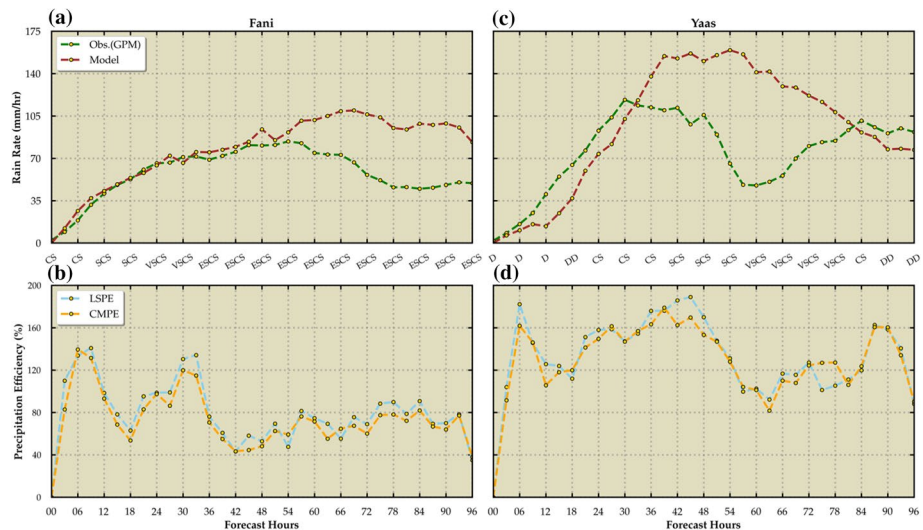 (a)
Fani
175
140
105
70
35
0
Rain Rate (mm/hr)
Obs.(GPM)
Model
CS CS SCS SCS VSCS VSCS ESCS ESCS ESCS ESCS ESCS ESCS ESCS ESCS ESCS ESCS ESCS
(c)
Yaas
D D D DD CS CS CS SCS SCS SCS VSCS VSCS VSCS VSCS CS DD DD
(b)
200
160
120
80
40
0
Precipitation Efficiency (%)
LSPE
CMPE
00 06 12 18 24 30 36 42 48 54 60 66 72 78 84 90 96
Forecast Hours
(d)
00 06 12 18 24 30 36 42 48 54 60 66 72 78 84 90 96
Forecast Hours